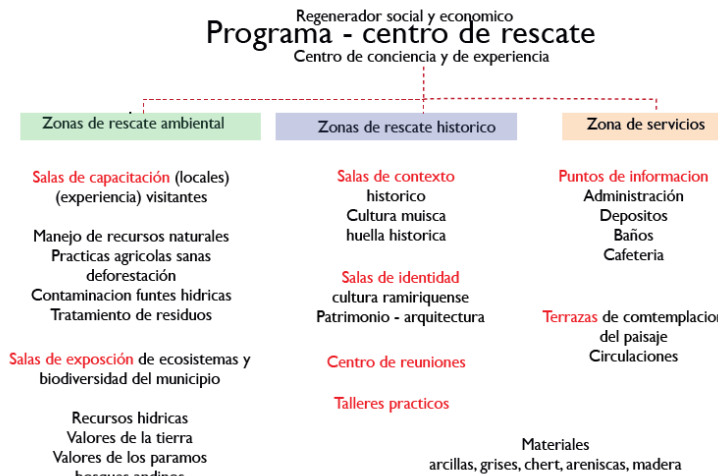 Regenerador social y economico
Programa - centro de rescate
Centro de conciencia y de experiencia
Zonas de rescate ambiental
Salas de capacitación (locales)
(experiencia) visitantes
Manejo de recursos naturales
Practicas agricolas sanas
deforestación
Contaminacion funtes hidricas
Tratamiento de residuos
Salas de exposción de ecosistemas y
biodiversidad del municipio
Recursos hidricas
Valores de la tierra
Valores de los paramos
bosques andinos
Zonas de rescate historico
Salas de contexto
historico
Cultura muisca
huella historica
Salas de identidad
cultura ramiriquense
Patrimonio - arquitectura
Centro de reuniones
Talleres practicos
Zona de servicios
Puntos de informacion
Administración
Depositos
Baños
Cafeteria
Terrazas de comtemplacion
del paisaje
Circulaciones
Materiales
arcillas, grises, chert, areniscas, madera